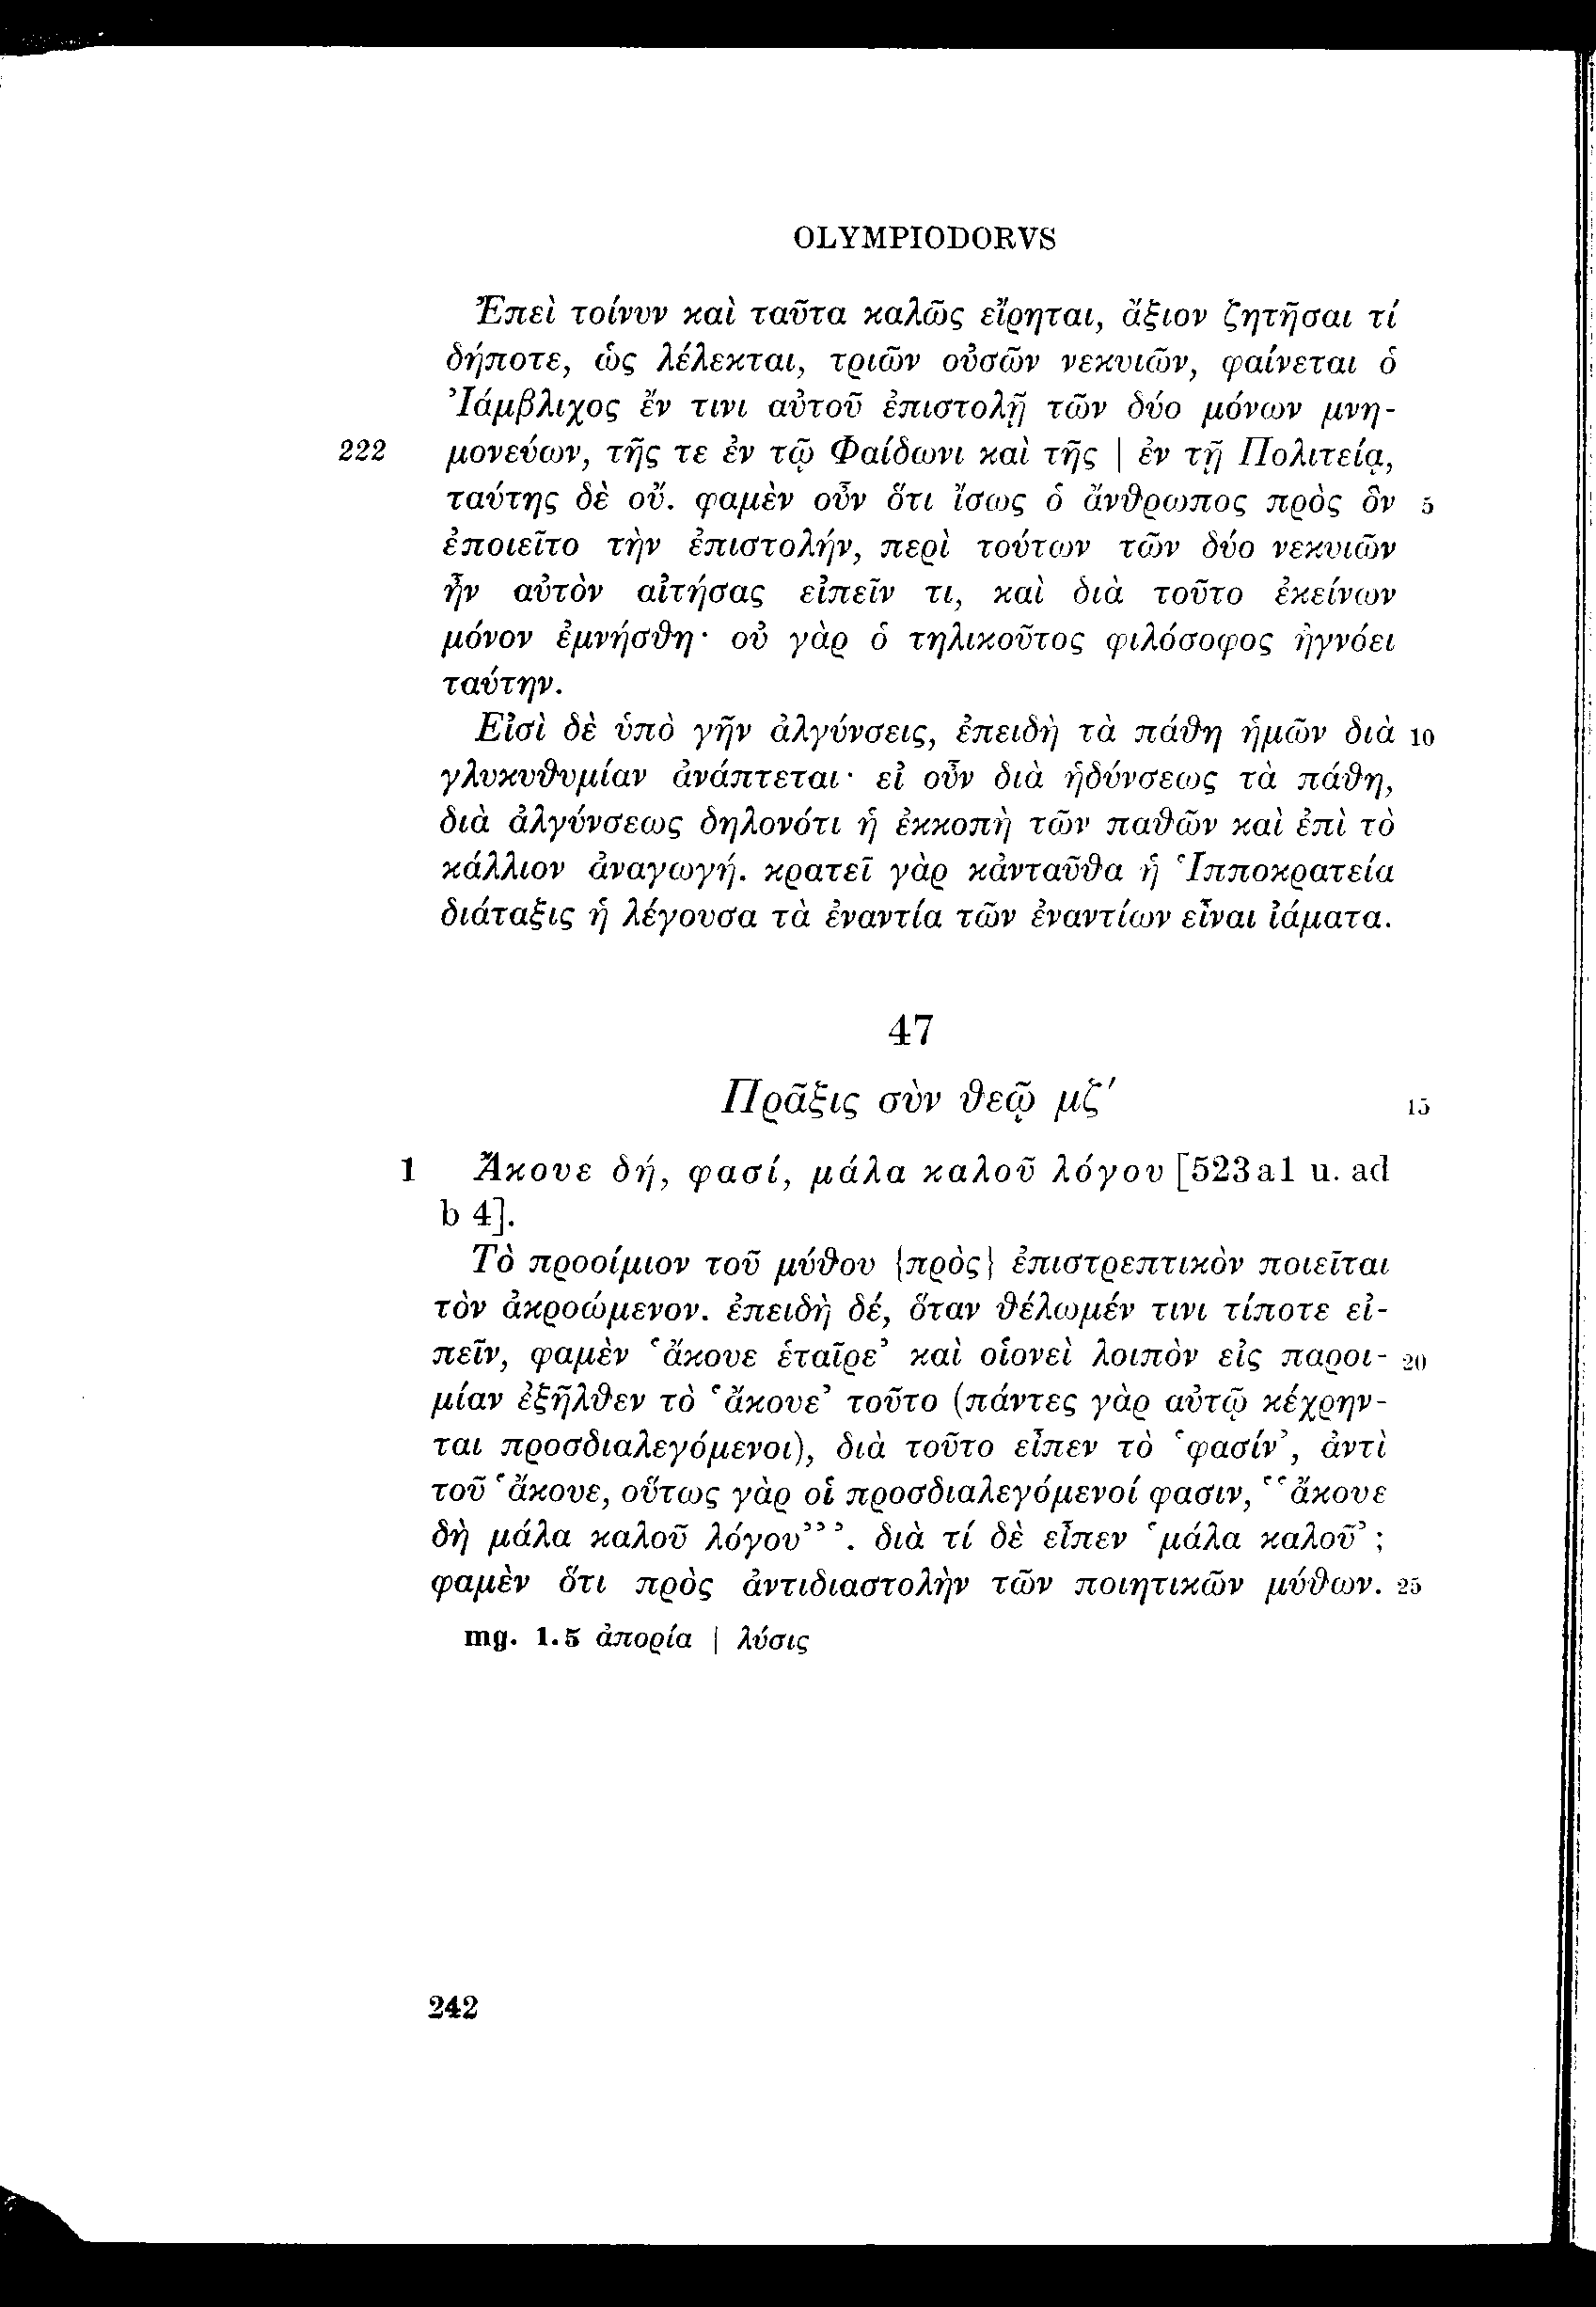 OLYMPIODORVS
Ἐπεὶ τοίνυν καὶ ταῦτα καλῶς εἴρηται, ἄξιον ζητῆσαι τί
δήποτε, ὡς λέλεκται, τριῶν οὐσῶν νεκυιῶν, φαίνεται ὁ
Ἰάμβλιχος ἔν τινι αὐτοῦ ἐπιστολῇ τῶν δύο μόνων μνη-
222 μονεύων, τῆς τε ἐν τῷ Φαίδωνι καὶ τῆς | ἐν τῇ Πολιτείᾳ,
ταύτης δὲ οὔ. φαμὲν οὖν ὅτι ἴσως ὁ ἄνθρωπος πρὸς ὃν 5
ἐποιεῖτο τὴν ἐπιστολήν, περὶ τούτων τῶν δύο νεκυιῶν
ἦν αὐτὸν αἰτήσας εἰπεῖν τι, καὶ διὰ τοῦτο ἐκείνων
μόνον ἐμνήσθη· οὐ γὰρ ὁ τηλικοῦτος φιλόσοφος ἠγνόει
ταύτην.
Εἰσὶ δὲ ὑπὸ γῆν ἀλγύνσεις, ἐπειδὴ τὰ πάθη ἡμῶν διὰ 10
γλυκυθυμίαν ἀνάπτεται· εἰ οὖν διὰ ἡδύνσεως τὰ πάθη,
διὰ ἀλγύνσεως δηλονότι ἡ ἐκκοπὴ τῶν παθῶν καὶ ἐπὶ τὸ
κάλλιον ἀναγωγή. κρατεῖ γὰρ κἀνταῦθα ἡ Ἱπποκρατεία
διάταξις ἡ λέγουσα τὰ ἐναντία τῶν ἐναντίων εἶναι ἰάματα.
47
Πρᾶξις σὺν θεῷ μζ′ 15
1 Ἄκουε δή, φασί, μάλα καλοῦ λόγου [523a1 u. ad
b 4].
Τὸ προοίμιον τοῦ μύθου {πρὸς} ἐπιστρεπτικὸν ποιεῖται
τὸν ἀκροώμενον. ἐπειδὴ δέ, ὅταν θέλωμέν τινι τίποτε εἰ-
πεῖν, φαμὲν ‘ἄκουε ἑταῖρε’ καὶ οἱονεὶ λοιπὸν εἰς παροι- 20
μίαν ἐξῆλθεν τὸ ‘ἄκουε’ τοῦτο (πάντες γὰρ αὐτῷ κέχρην-
ται προσδιαλεγόμενοι), διὰ τοῦτο εἶπεν τὸ ‘φασίν’, ἀντὶ
τοῦ ‘ἄκουε, οὕτως γὰρ οἱ προσδιαλεγόμενοί φασιν, “ἄκουε
δὴ μάλα καλοῦ λόγου”’. διὰ τί δὲ εἶπεν ‘μάλα καλοῦ’;
φαμὲν ὅτι πρὸς ἀντιδιαστολὴν τῶν ποιητικῶν μύθων. 25
mg. 1.5 ἀπορία | λύσις
242